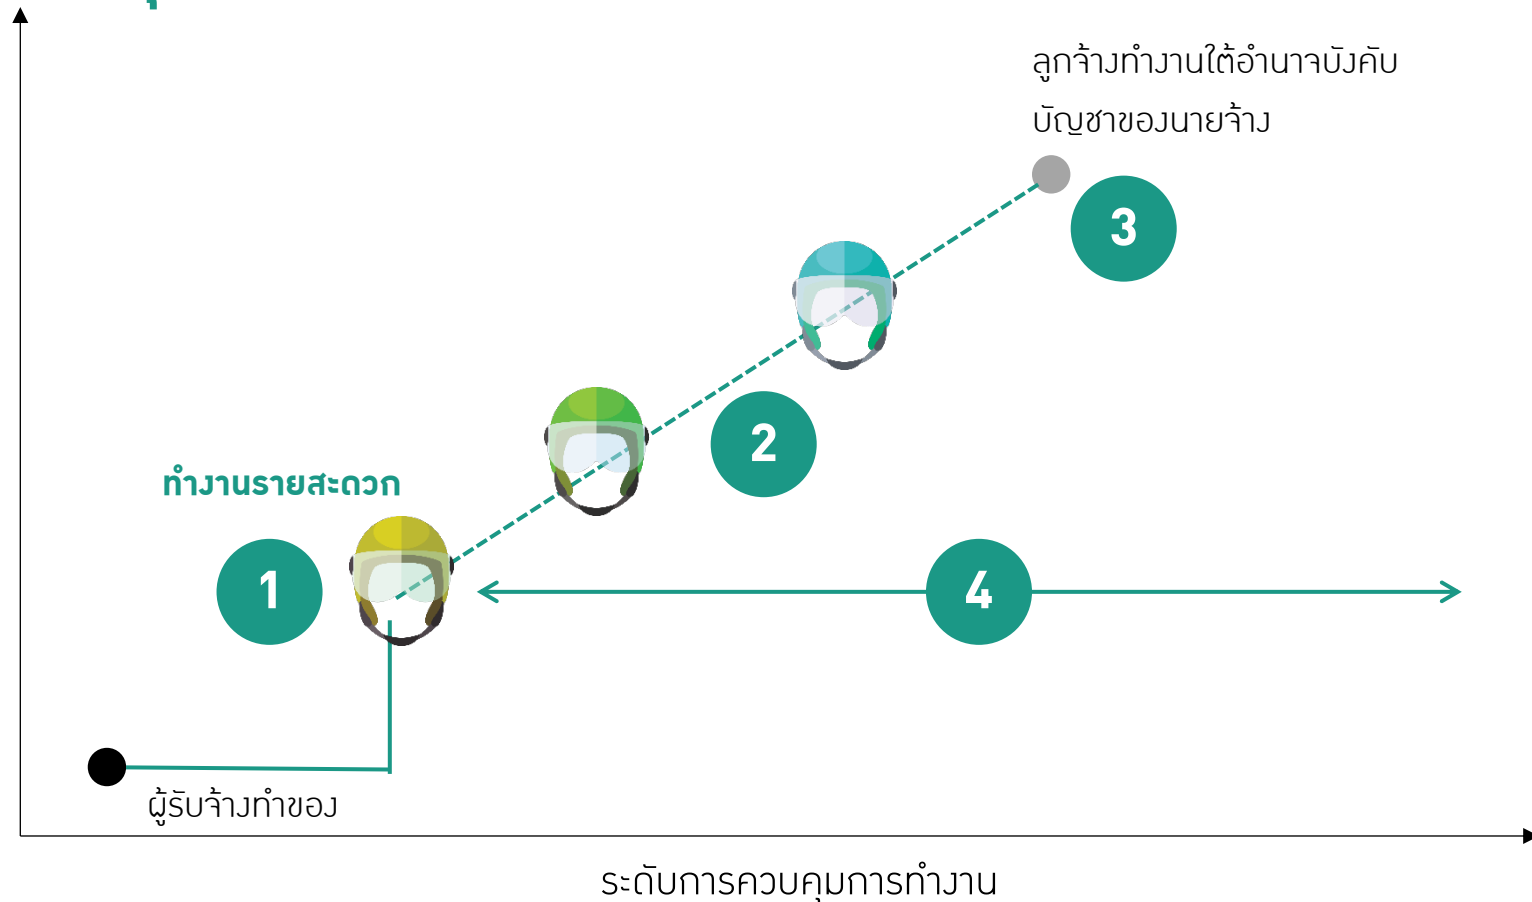 ลูกจ้างทำงานใต้อำนาจบังคับ
บัญชาของนายจ้าง
3
2
ทำงานรายสะดวก
1
4
ผู้รับจ้างทำของ
ระดับการควบคุมการทำงาน